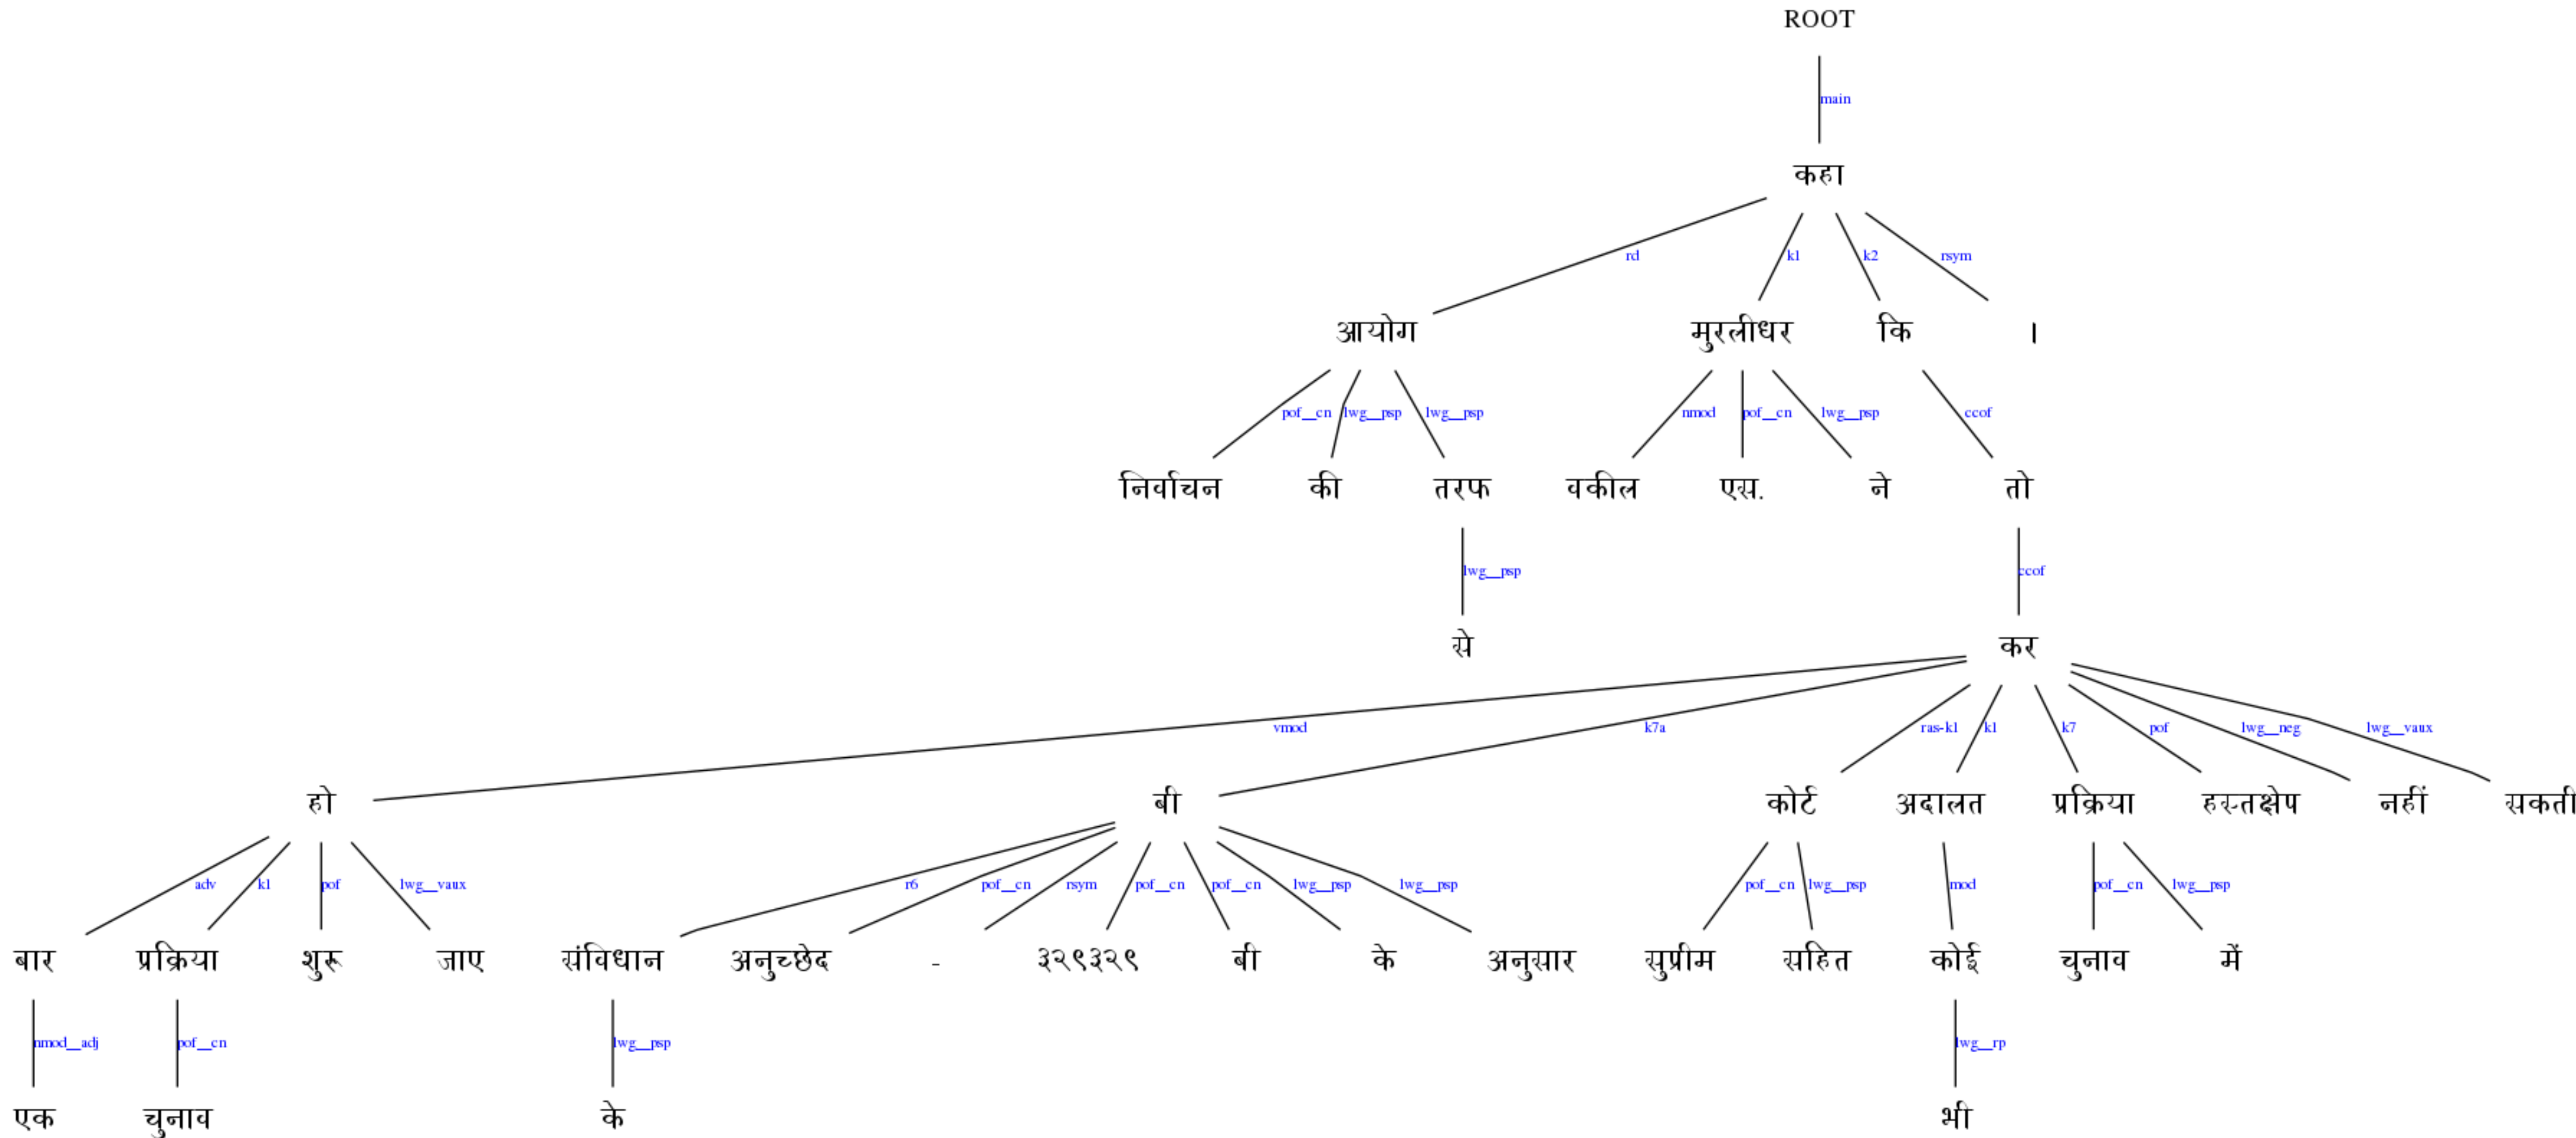 ROOT
main
कहा
rd k1 k2 rsym
आयोग मुरलीधर कि ।
pof__cn lwg__psp lwg__psp nmod pof__cn lwg__psp ccof
निर्वाचन की तरफ वकील एस. ने तो
lwg__psp ccof
से कर
vmod k7a ras-k1 k1 k7 pof lwg__neg lwg__vaux
हो बी कोर्ट अदालत प्रक्रिया हस्तक्षेप नहीं सकती
adv k1 pof lwg__vaux r6 pof__cn rsym pof__cn pof__cn lwg__psp lwg__psp pof__cn lwg__psp mod pof__cn lwg__psp
बार प्रक्रिया शुरू जाए संविधान अनुच्छेद - ३२९३२९ बी के अनुसार सुप्रीम सहित कोई चुनाव में
nmod__adj pof__cn lwg__psp lwg__rp
एक चुनाव के भी